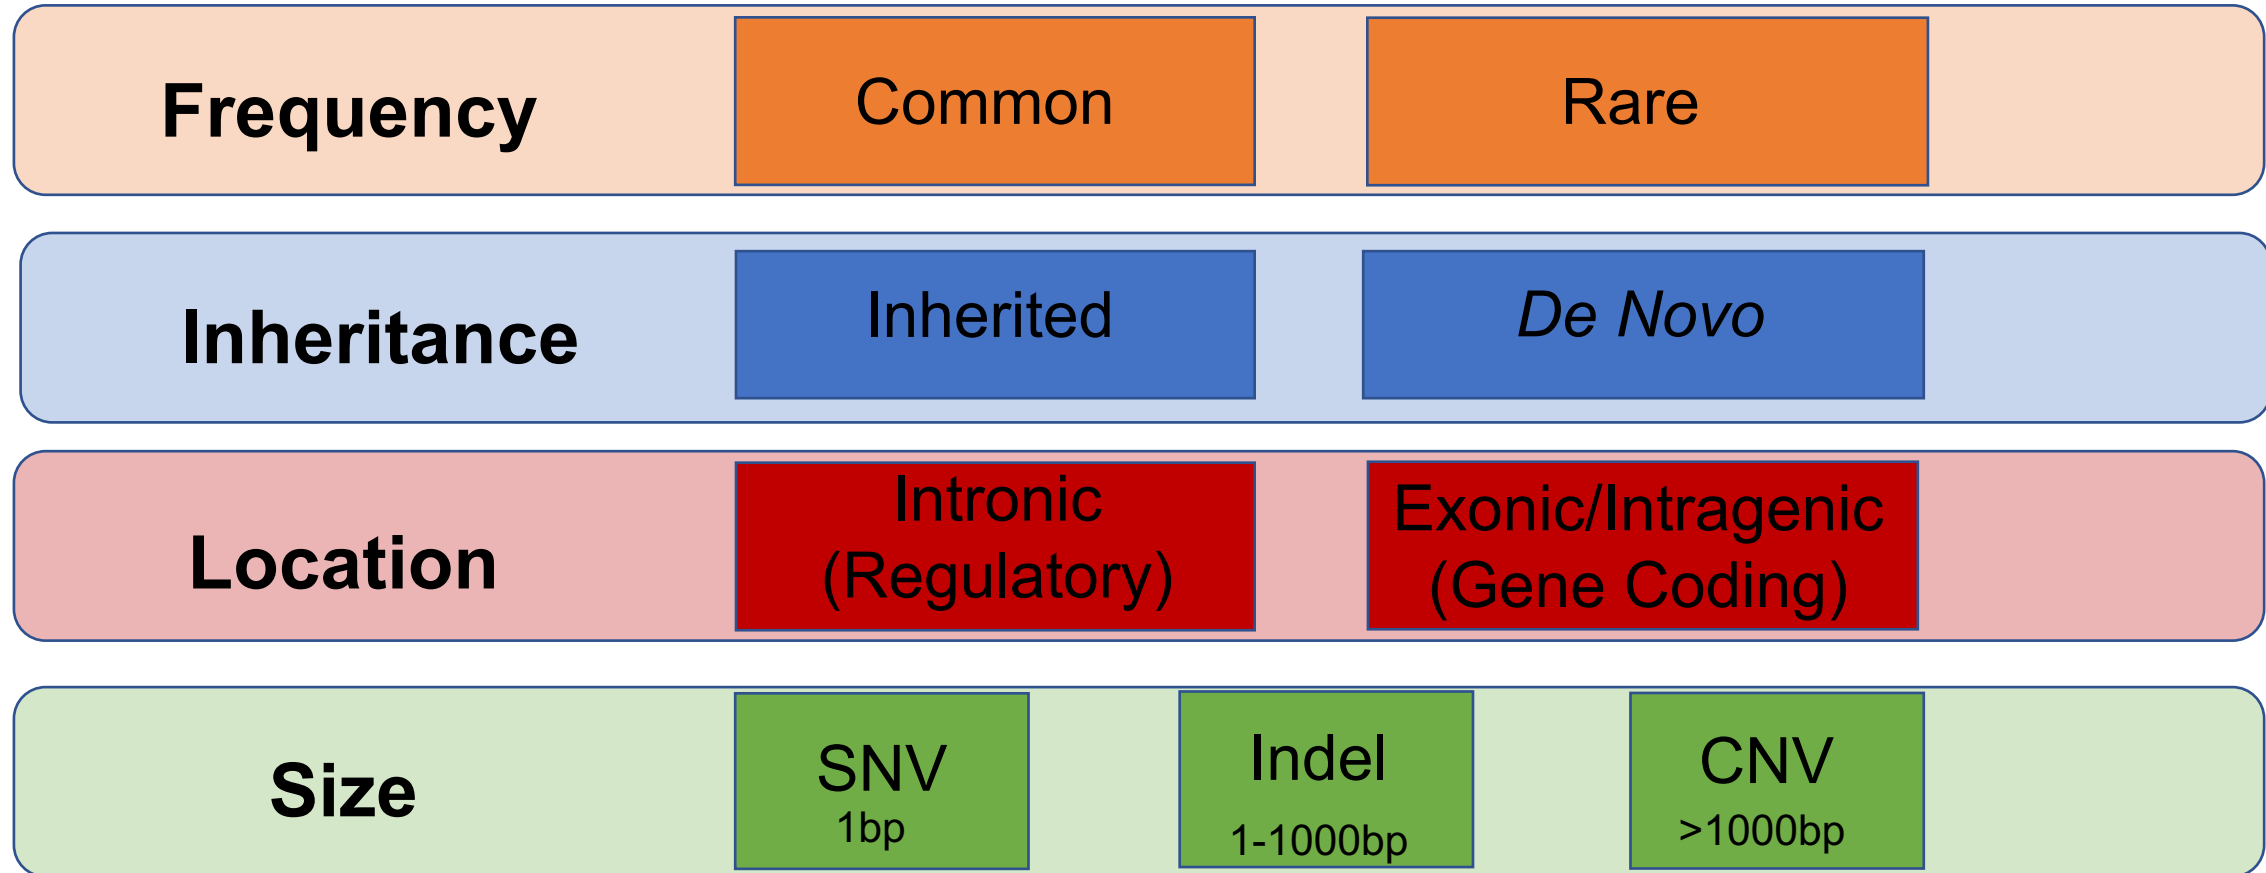 Frequency
Common
Rare
Inheritance
Inherited
De Novo
Location
Intronic
(Regulatory)
Exonic/Intragenic
(Gene Coding)
Size
SNV
1bp
Indel
1-1000bp
CNV
>1000bp